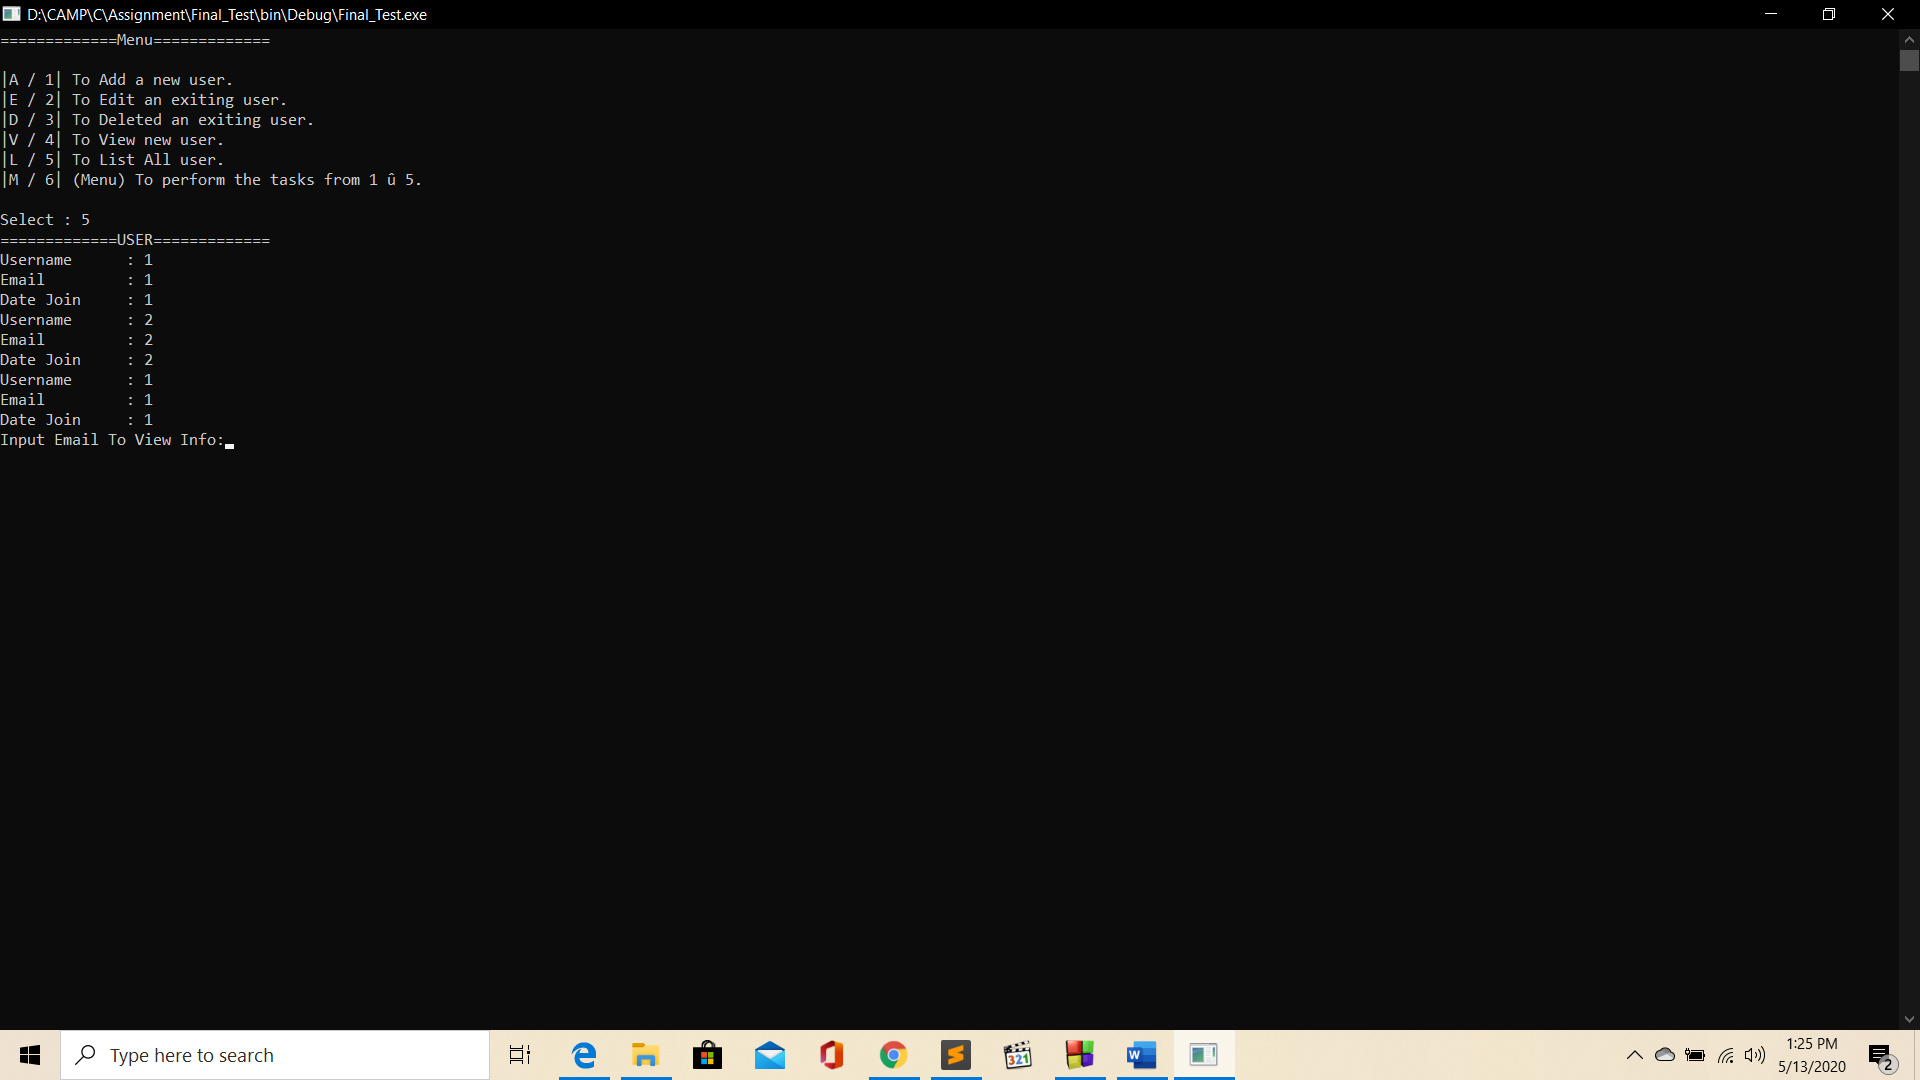 D:\CAMP\C\Assignment\Final_Test\bin\Debug\Final_Test.exe
=============Menu=============
|A / 1| To Add a new user.
|E / 2| To Edit an exiting user.
|D / 3| To Deleted an exiting user.
|V / 4| To View new user.
|L / 5| To List All user.
|M / 6| (Menu) To perform the tasks from 1 û 5.
Select : 5
=============USER=============
Username      : 1
Email         : 1
Date Join     : 1
Username      : 2
Email         : 2
Date Join     : 2
Username      : 1
Email         : 1
Date Join     : 1
Input Email To View Info:
Type here to search
321
W
1:25 PM
5/13/2020
2